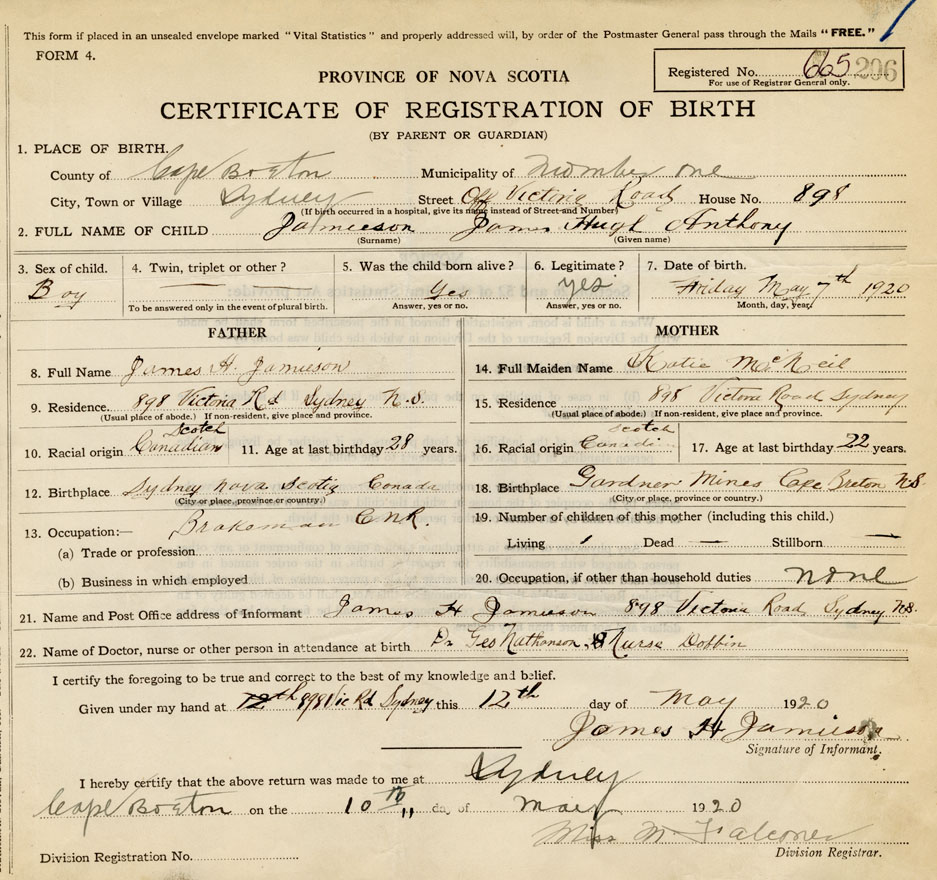 This form if placed in an unsealed envelope marked "Vital Statistics" and properly addressed will, by order of the Postmaster General pass through the Mails "FREE."
FORM 4.
Registered No. 665 206
For use of Registrar General only.
PROVINCE OF NOVA SCOTIA
CERTIFICATE OF REGISTRATION OF BIRTH
(BY PARENT OR GUARDIAN)
1. PLACE OF BIRTH.
County of Cape Breton Municipality of Number one
City, Town or Village Sydney Street Victoria Road House No. 898
(If birth occurred in a hospital, give its name instead of Street and Number)
2. FULL NAME OF CHILD Jamieson James Hugh Anthony
(Surname) (Given name)
3. Sex of child. 4. Twin, triplet or other? 5. Was the child born alive? 6. Legitimate? 7. Date of birth.
Boy — Yes yes Friday May 7th 1920
To be answered only in the event of plural birth. Answer, yes or no. Answer, yes or no. Month, day, year.
FATHER MOTHER
8. Full Name James H. Jamieson 14. Full Maiden Name Katie McNeil
9. Residence. 898 Victoria Rd Sydney N.S. 15. Residence 898 Victoria Road Sydney
(Usual place of abode.) If non-resident, give place and province. (Usual place of abode.) If non-resident, give place and province.
Scotch Scotch
10. Racial origin Canadian 11. Age at last birthday 28 years. 16. Racial origin Canadi 17. Age at last birthday 22 years.
12. Birthplace Sydney Nova Scotia Canada 18. Birthplace Gardner Mines Cape Breton N.S.
(City or place, province or country.) (City or place, province or country.)
13. Occupation:— Brakeman C.N.R. 19. Number of children of this mother (including this child.)
(a) Trade or profession Living 1 Dead — Stillborn —
(b) Business in which employed 20. Occupation, if other than household duties none
21. Name and Post Office address of Informant James H Jamieson 898 Victoria Road Sydney N.S.
22. Name of Doctor, nurse or other person in attendance at birth Dr Geo Nathanson, & Nurse Dobbin
I certify the foregoing to be true and correct to the best of my knowledge and belief.
Given under my hand at 12th 898 Vic Rd Sydney this 12th day of May 1920
James H Jamieson
Signature of Informant.
I hereby certify that the above return was made to me at Sydney
Cape Breton on the 10th day of May 1920
Miss M Falconer
Division Registration No. Division Registrar.